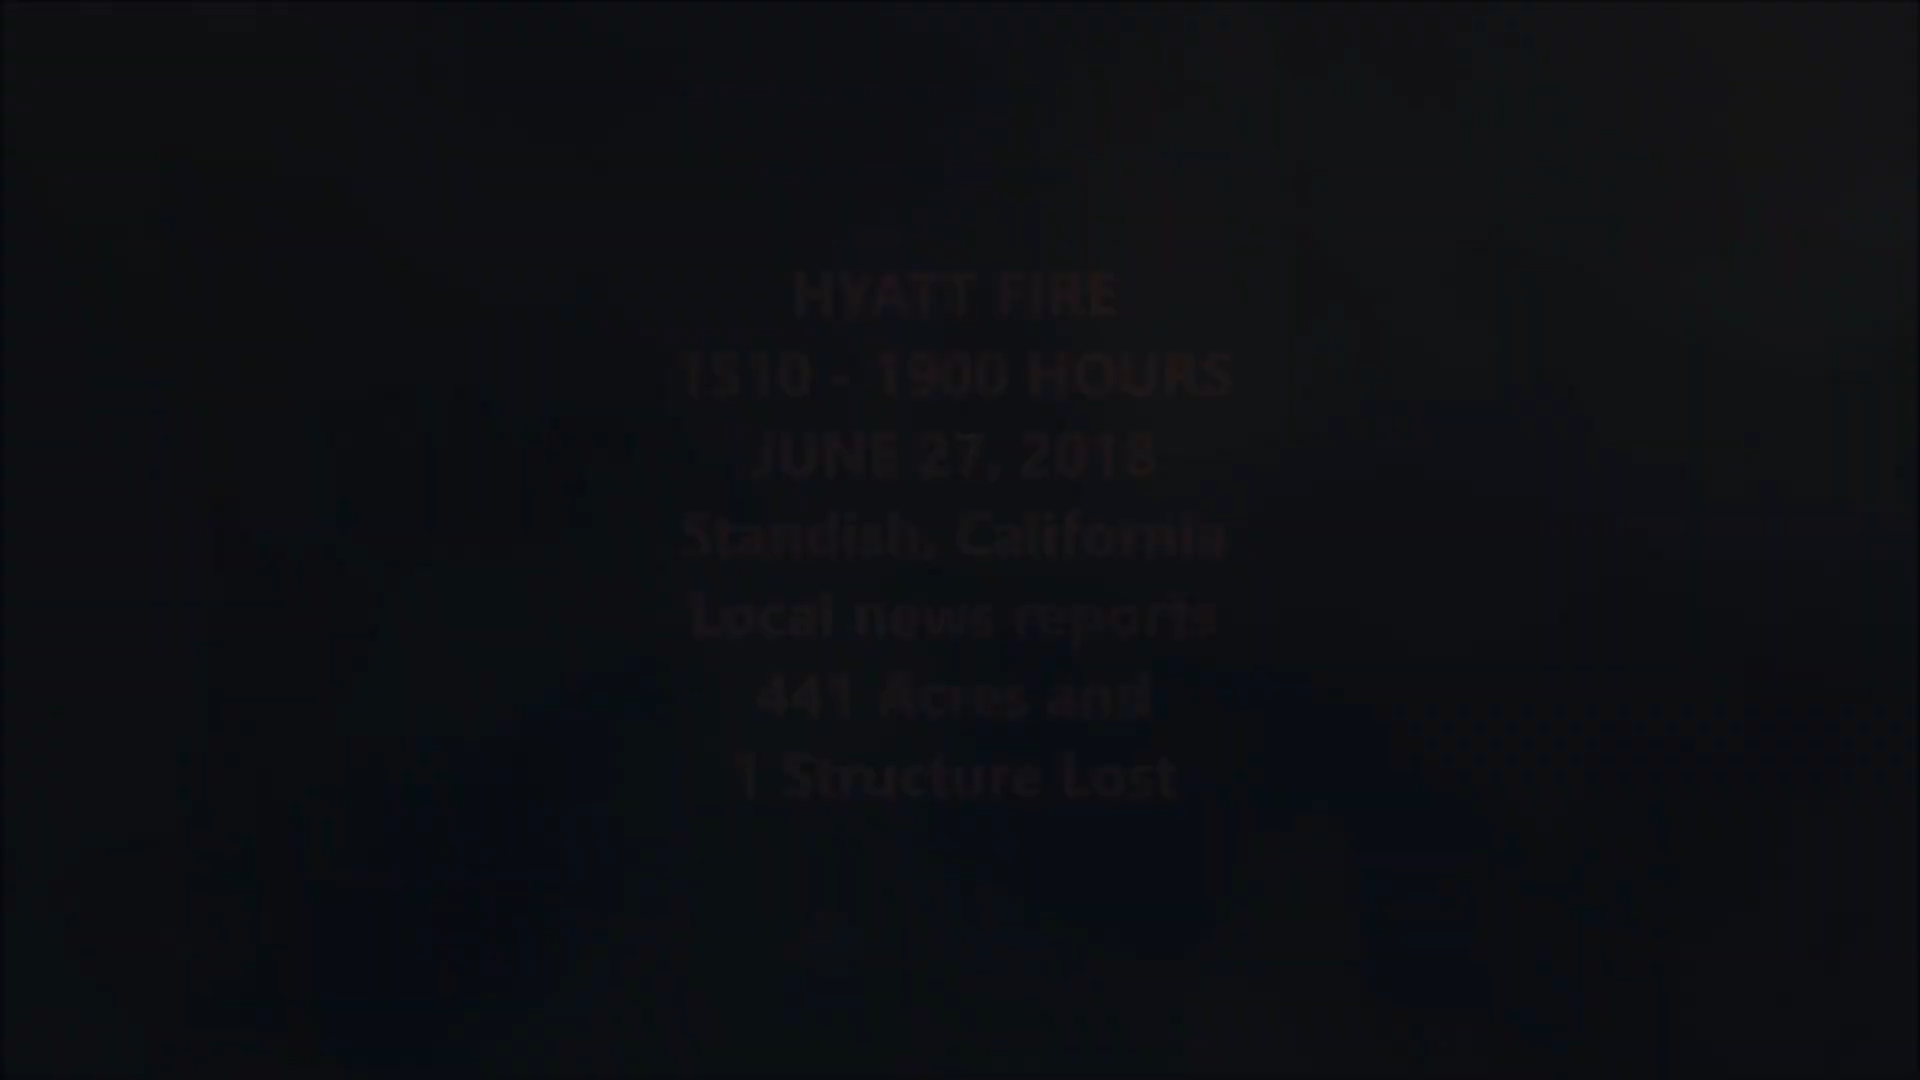 HYATT FIRE
1510 - 1900 HOURS
JUNE 27, 2018
Standish, California
Local news reports
441 Acres and
1 Structure Lost